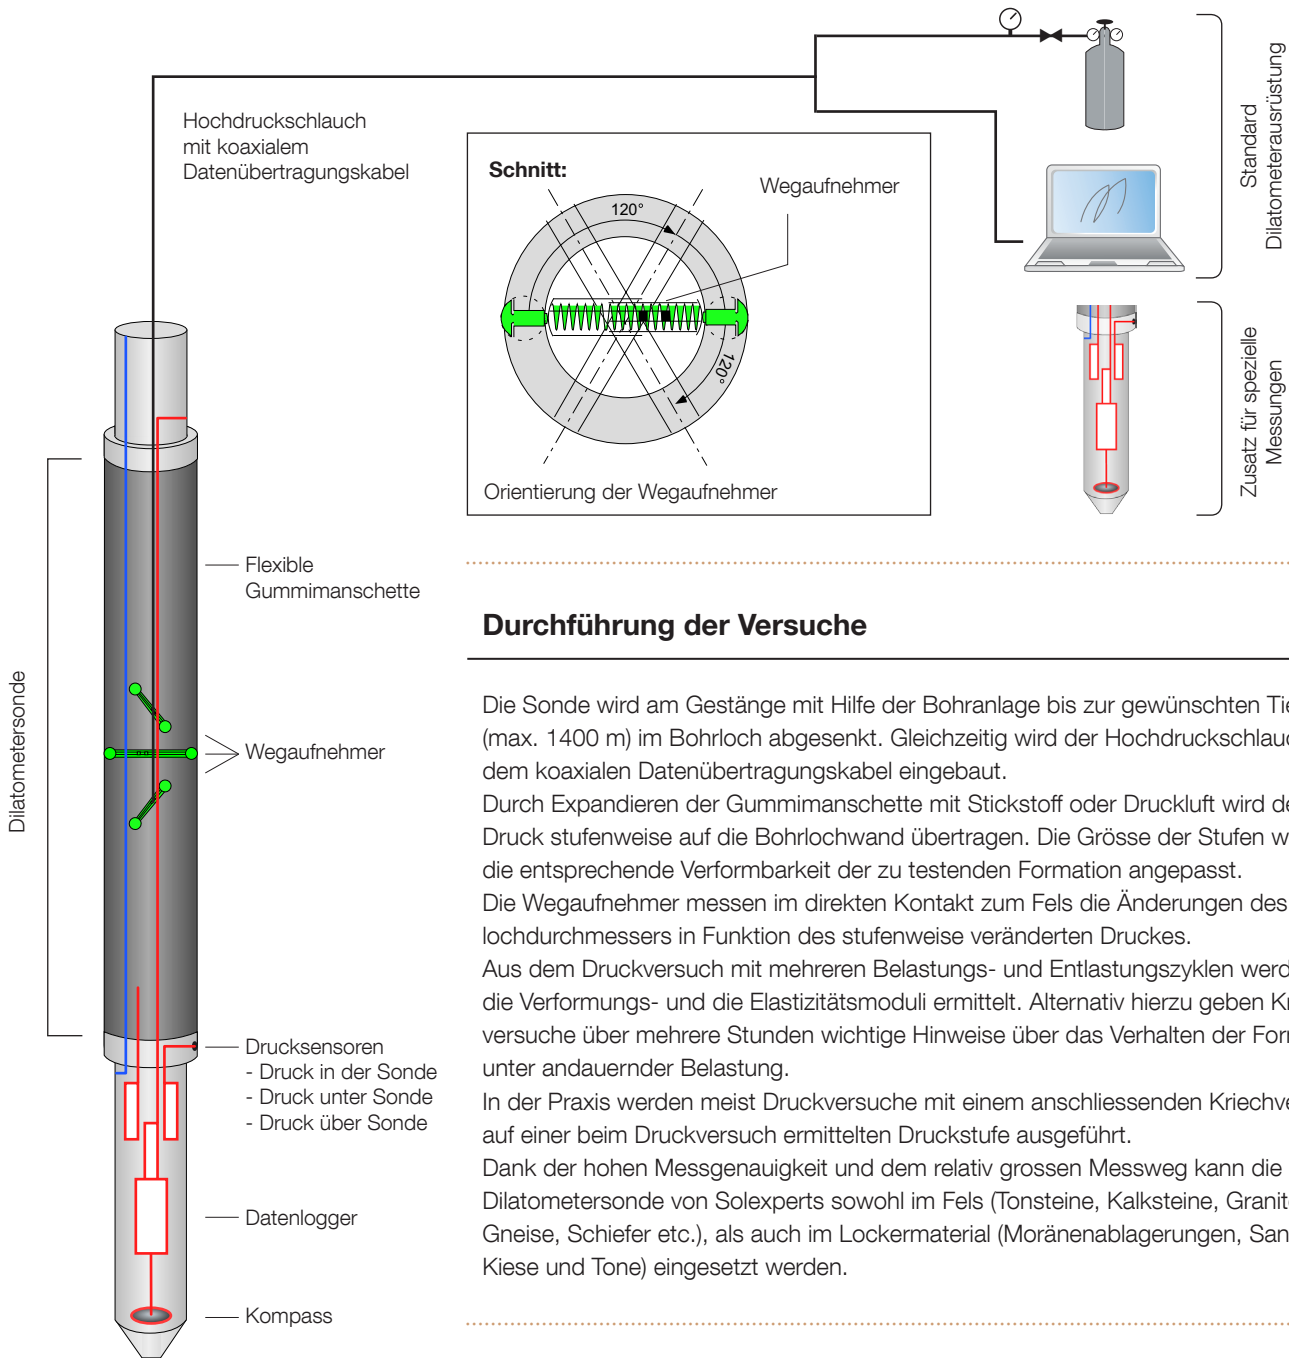 Hochdruckschlauch
mit koaxialem
Datenübertragungskabel
Schnitt:
Wegaufnehmer
120°
120°
Orientierung der Wegaufnehmer
Standard
Dilatometerausrüstung
Zusatz für spezielle
Messungen
Dilatometersonde
Flexible
Gummimanschette
Wegaufnehmer
Drucksensoren
- Druck in der Sonde
- Druck unter Sonde
- Druck über Sonde
Datenlogger
Kompass
Durchführung der Versuche
Die Sonde wird am Gestänge mit Hilfe der Bohranlage bis zur gewünschten Tie
(max. 1400 m) im Bohrloch abgesenkt. Gleichzeitig wird der Hochdruckschlauc
dem koaxialen Datenübertragungskabel eingebaut.
Durch Expandieren der Gummimanschette mit Stickstoff oder Druckluft wird de
Druck stufenweise auf die Bohrlochwand übertragen. Die Grösse der Stufen w
die entsprechende Verformbarkeit der zu testenden Formation angepasst.
Die Wegaufnehmer messen im direkten Kontakt zum Fels die Änderungen des
lochdurchmessers in Funktion des stufenweise veränderten Druckes.
Aus dem Druckversuch mit mehreren Belastungs- und Entlastungszyklen werd
die Verformungs- und die Elastizitätsmoduli ermittelt. Alternativ hierzu geben Kr
versuche über mehrere Stunden wichtige Hinweise über das Verhalten der For
unter andauernder Belastung.
In der Praxis werden meist Druckversuche mit einem anschliessenden Kriechve
auf einer beim Druckversuch ermittelten Druckstufe ausgeführt.
Dank der hohen Messgenauigkeit und dem relativ grossen Messweg kann die
Dilatometersonde von Solexperts sowohl im Fels (Tonsteine, Kalksteine, Granit
Gneise, Schiefer etc.), als auch im Lockermaterial (Moränenablagerungen, San
Kiese und Tone) eingesetzt werden.